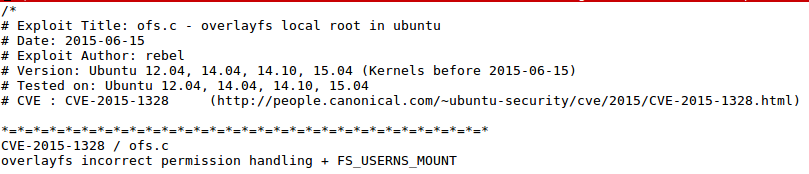 /*
# Exploit Title: ofs.c - overlayfs local root in ubuntu
# Date: 2015-06-15
# Exploit Author: rebel
# Version: Ubuntu 12.04, 14.04, 14.10, 15.04 (Kernels before 2015-06-15)
# Tested on: Ubuntu 12.04, 14.04, 14.10, 15.04
# CVE : CVE-2015-1328     (http://people.canonical.com/~ubuntu-security/cve/2015/CVE-2015-1328.html)
*=*=*=*=*=*=*=*=*=*=*=*=*=*=*=*=*=*=*=*=*=*=*=*=*=*=*=*=*=*=*=*=*
CVE-2015-1328 / ofs.c
overlayfs incorrect permission handling + FS_USERNS_MOUNT